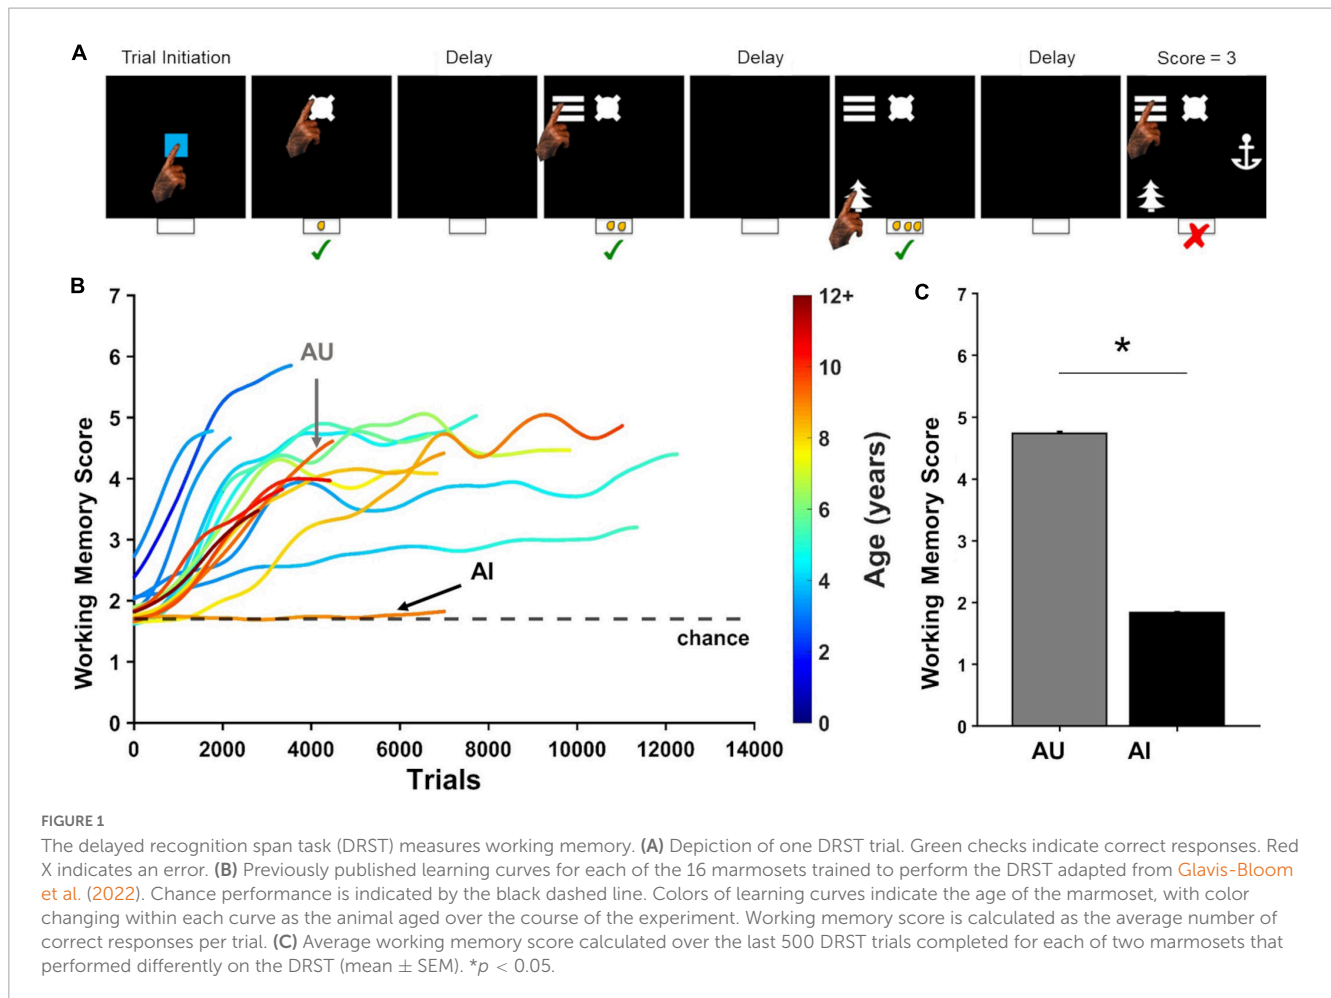 A
Trial Initiation
Delay
Delay
Delay
Score = 3
B
7
6
5
4
3
2
1
0
Working Memory Score
AU
AI
chance
0
2000
4000
6000
8000
10000
12000
14000
Trials
12+
10
8
6
4
2
0
Age (years)
C
7
6
5
4
3
2
1
0
Working Memory Score
*
AU
AI
FIGURE 1
The delayed recognition span task (DRST) measures working memory. (A) Depiction of one DRST trial. Green checks indicate correct responses. Red
X indicates an error. (B) Previously published learning curves for each of the 16 marmosets trained to perform the DRST adapted from Glavis-Bloom
et al. (2022). Chance performance is indicated by the black dashed line. Colors of learning curves indicate the age of the marmoset, with color
changing within each curve as the animal aged over the course of the experiment. Working memory score is calculated as the average number of
correct responses per trial. (C) Average working memory score calculated over the last 500 DRST trials completed for each of two marmosets that
performed differently on the DRST (mean ± SEM). *p < 0.05.